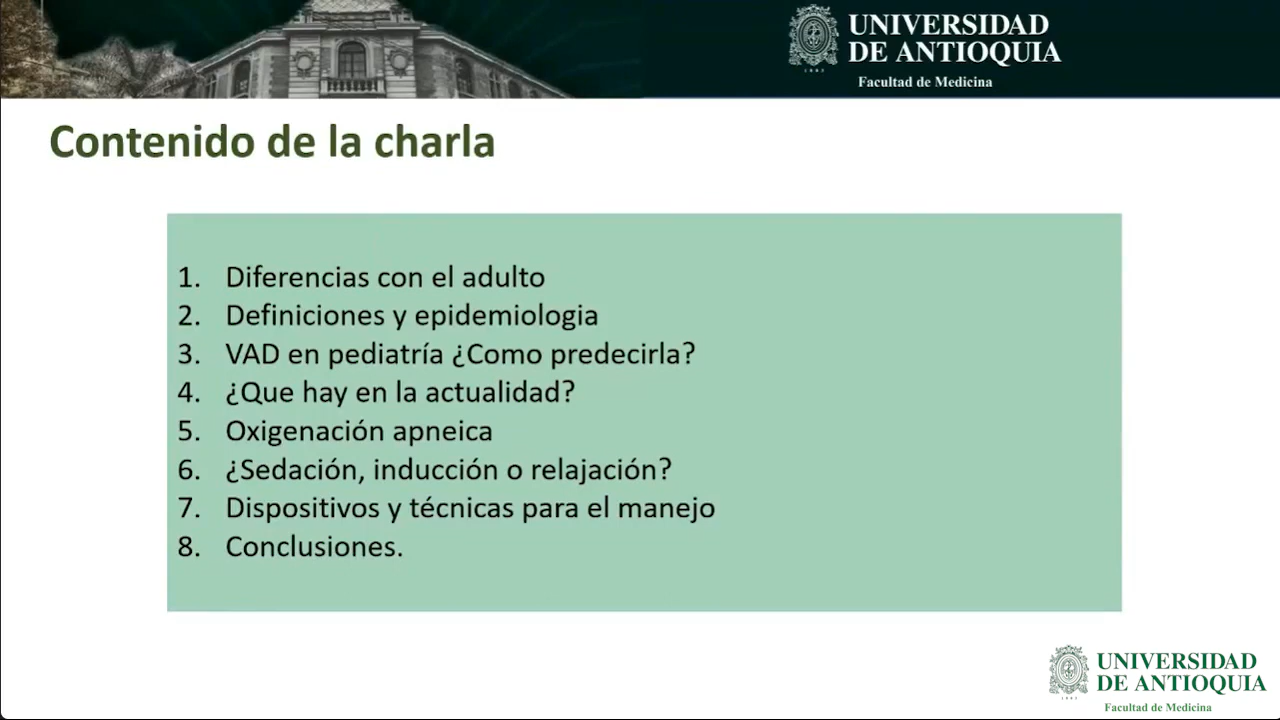 UNIVERSIDAD
DE ANTIOQUIA
Facultad de Medicina
Contenido de la charla
1. Diferencias con el adulto
2. Definiciones y epidemiologia
3. VAD en pediatría ¿Como predecirla?
4. ¿Que hay en la actualidad?
5. Oxigenación apneica
6. ¿Sedación, inducción o relajación?
7. Dispositivos y técnicas para el manejo
8. Conclusiones.
UNIVERSIDAD
DE ANTIOQUIA
Facultad de Medicina